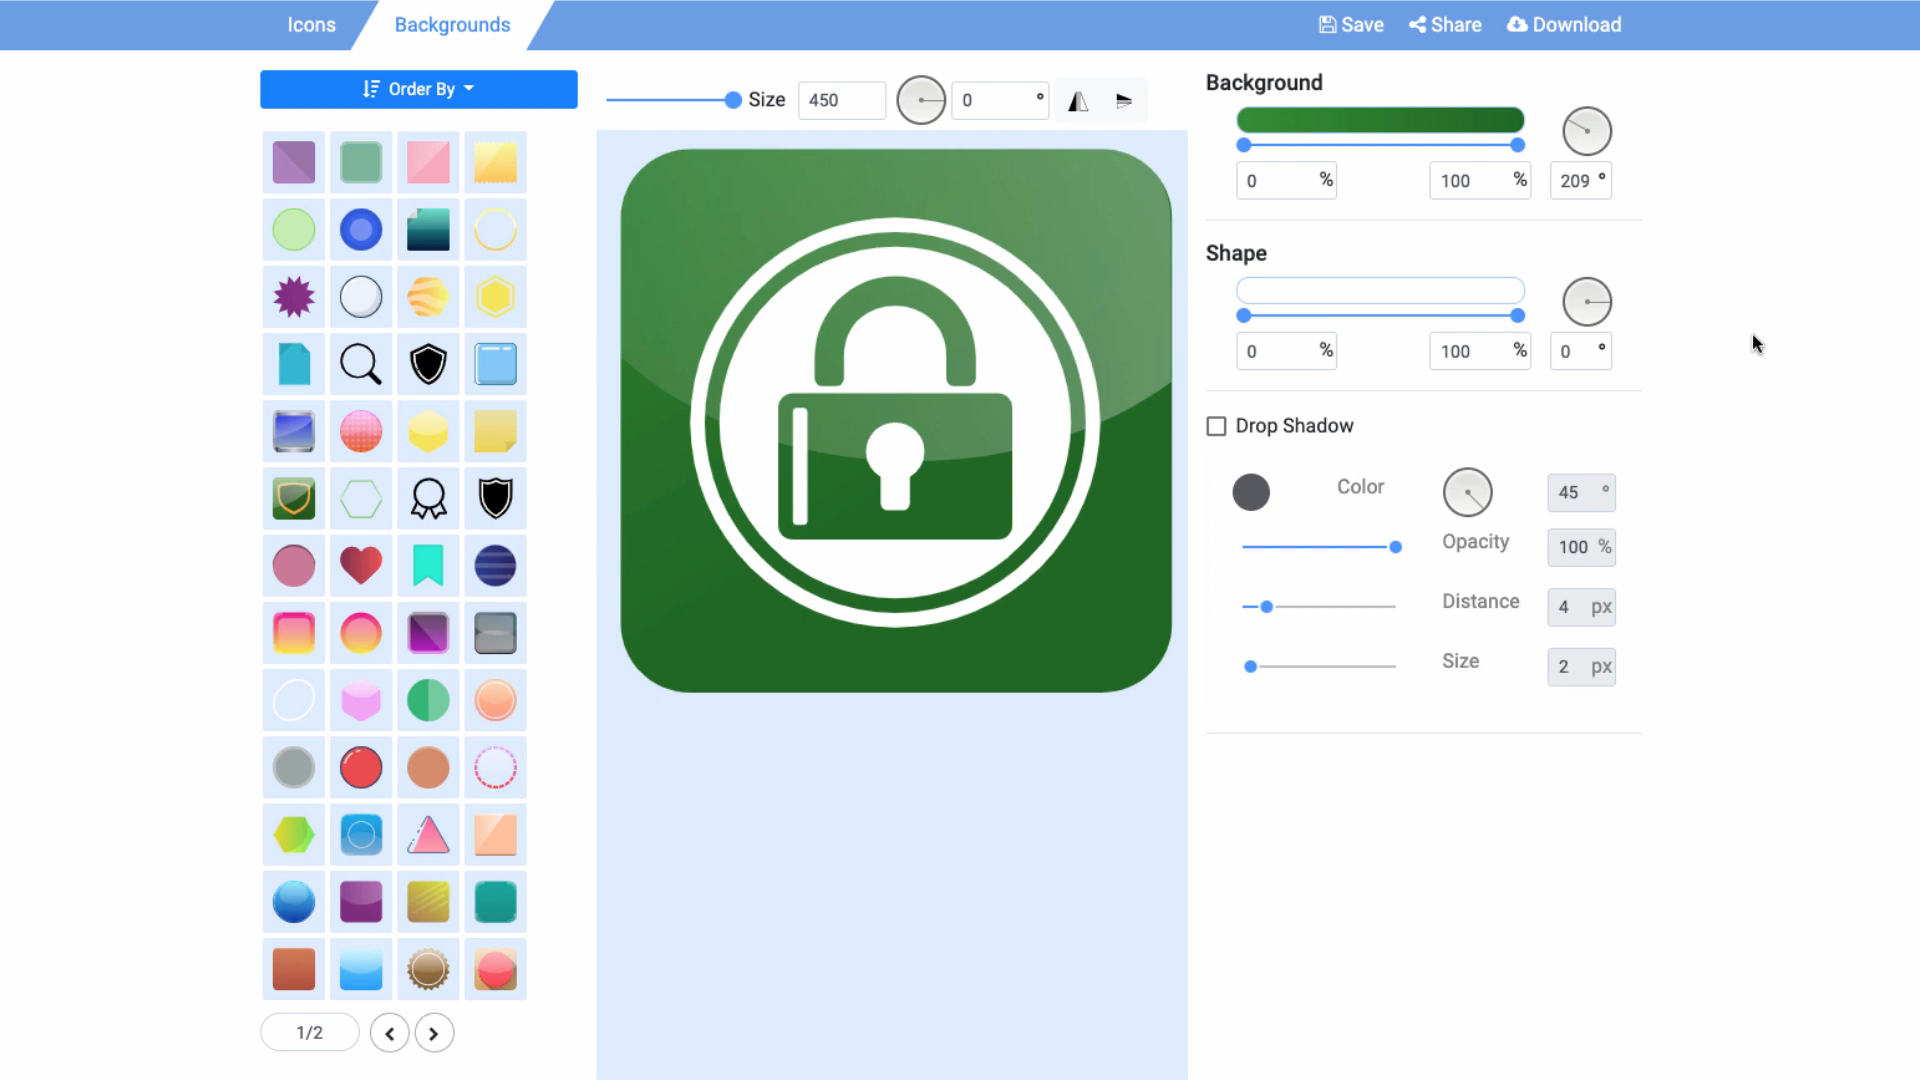 Icons
Backgrounds
Save
Share
Download
Order By
Size 450
0 °
Background
0 %
100 %
209 °
Shape
0 %
100 %
0 °
Drop Shadow
Color
45 °
Opacity
100 %
Distance
4 px
Size
2 px
1/2